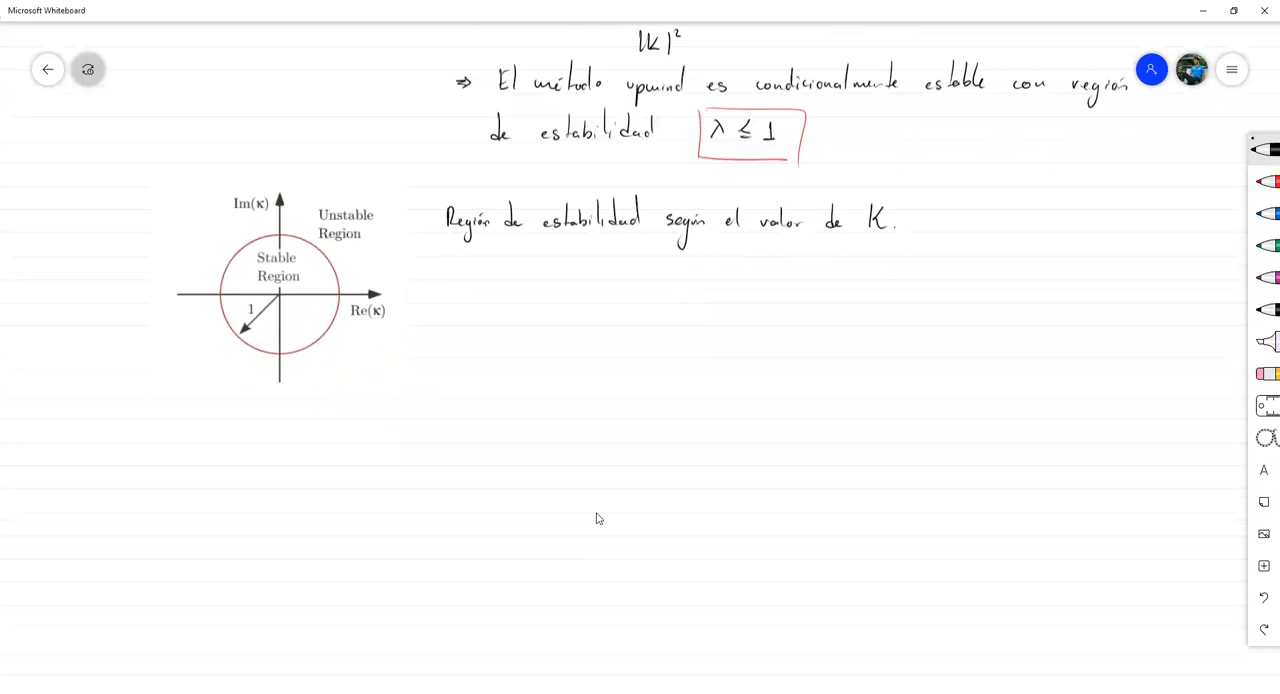 Microsoft Whiteboard
|K|²
⇒ El método upwind es condicionalmente estable con región
de estabilidad λ ≤ 1
Im(κ)
Unstable
Region
Stable
Region
1
Re(κ)
Región de estabilidad según el valor de K.
A